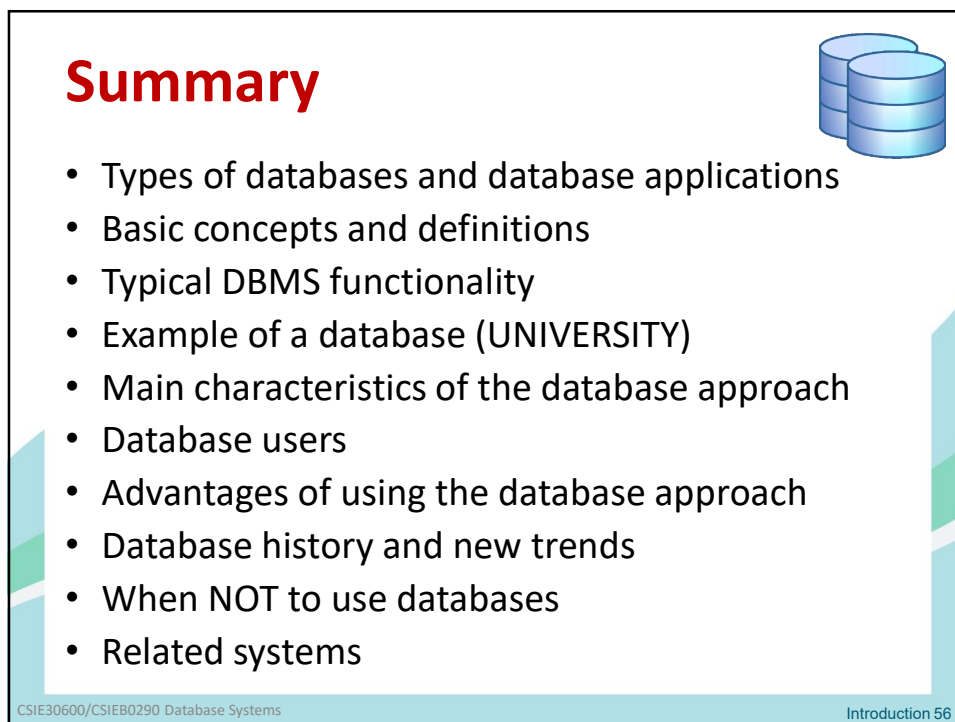 Summary
• Types of databases and database applications
• Basic concepts and definitions
• Typical DBMS functionality
• Example of a database (UNIVERSITY)
• Main characteristics of the database approach
• Database users
• Advantages of using the database approach
• Database history and new trends
• When NOT to use databases
• Related systems
CSIE30600/CSIEB0290 Database Systems
Introduction 56